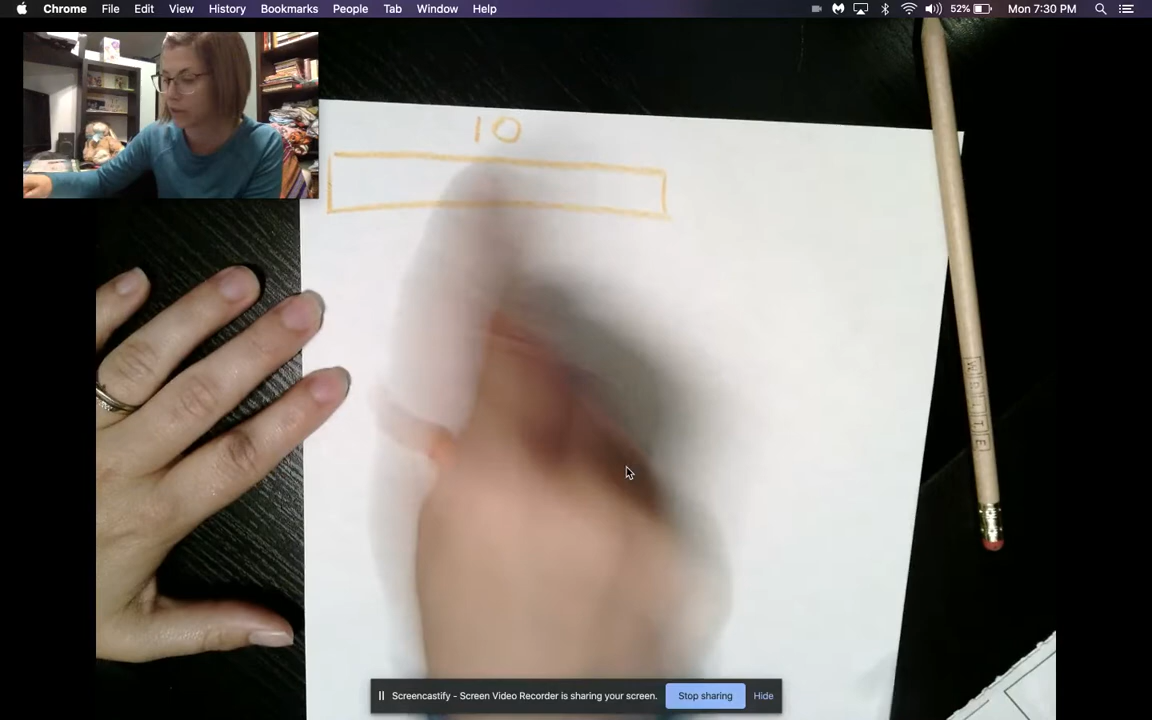 Chrome File Edit View History Bookmarks People Tab Window Help 52% Mon 7:30 PM
10
WRITE
Screencastify - Screen Video Recorder is sharing your screen. Stop sharing Hide